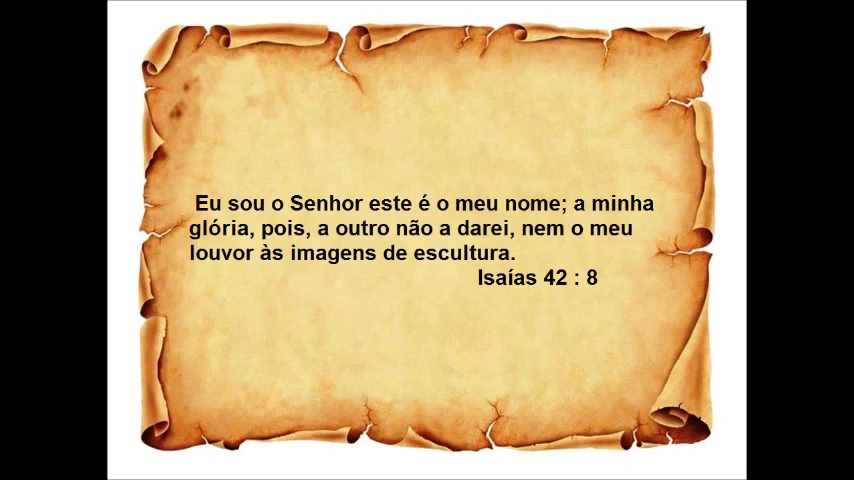 Eu sou o Senhor este é o meu nome; a minha
glória, pois, a outro não a darei, nem o meu
louvor às imagens de escultura.
Isaías 42 : 8